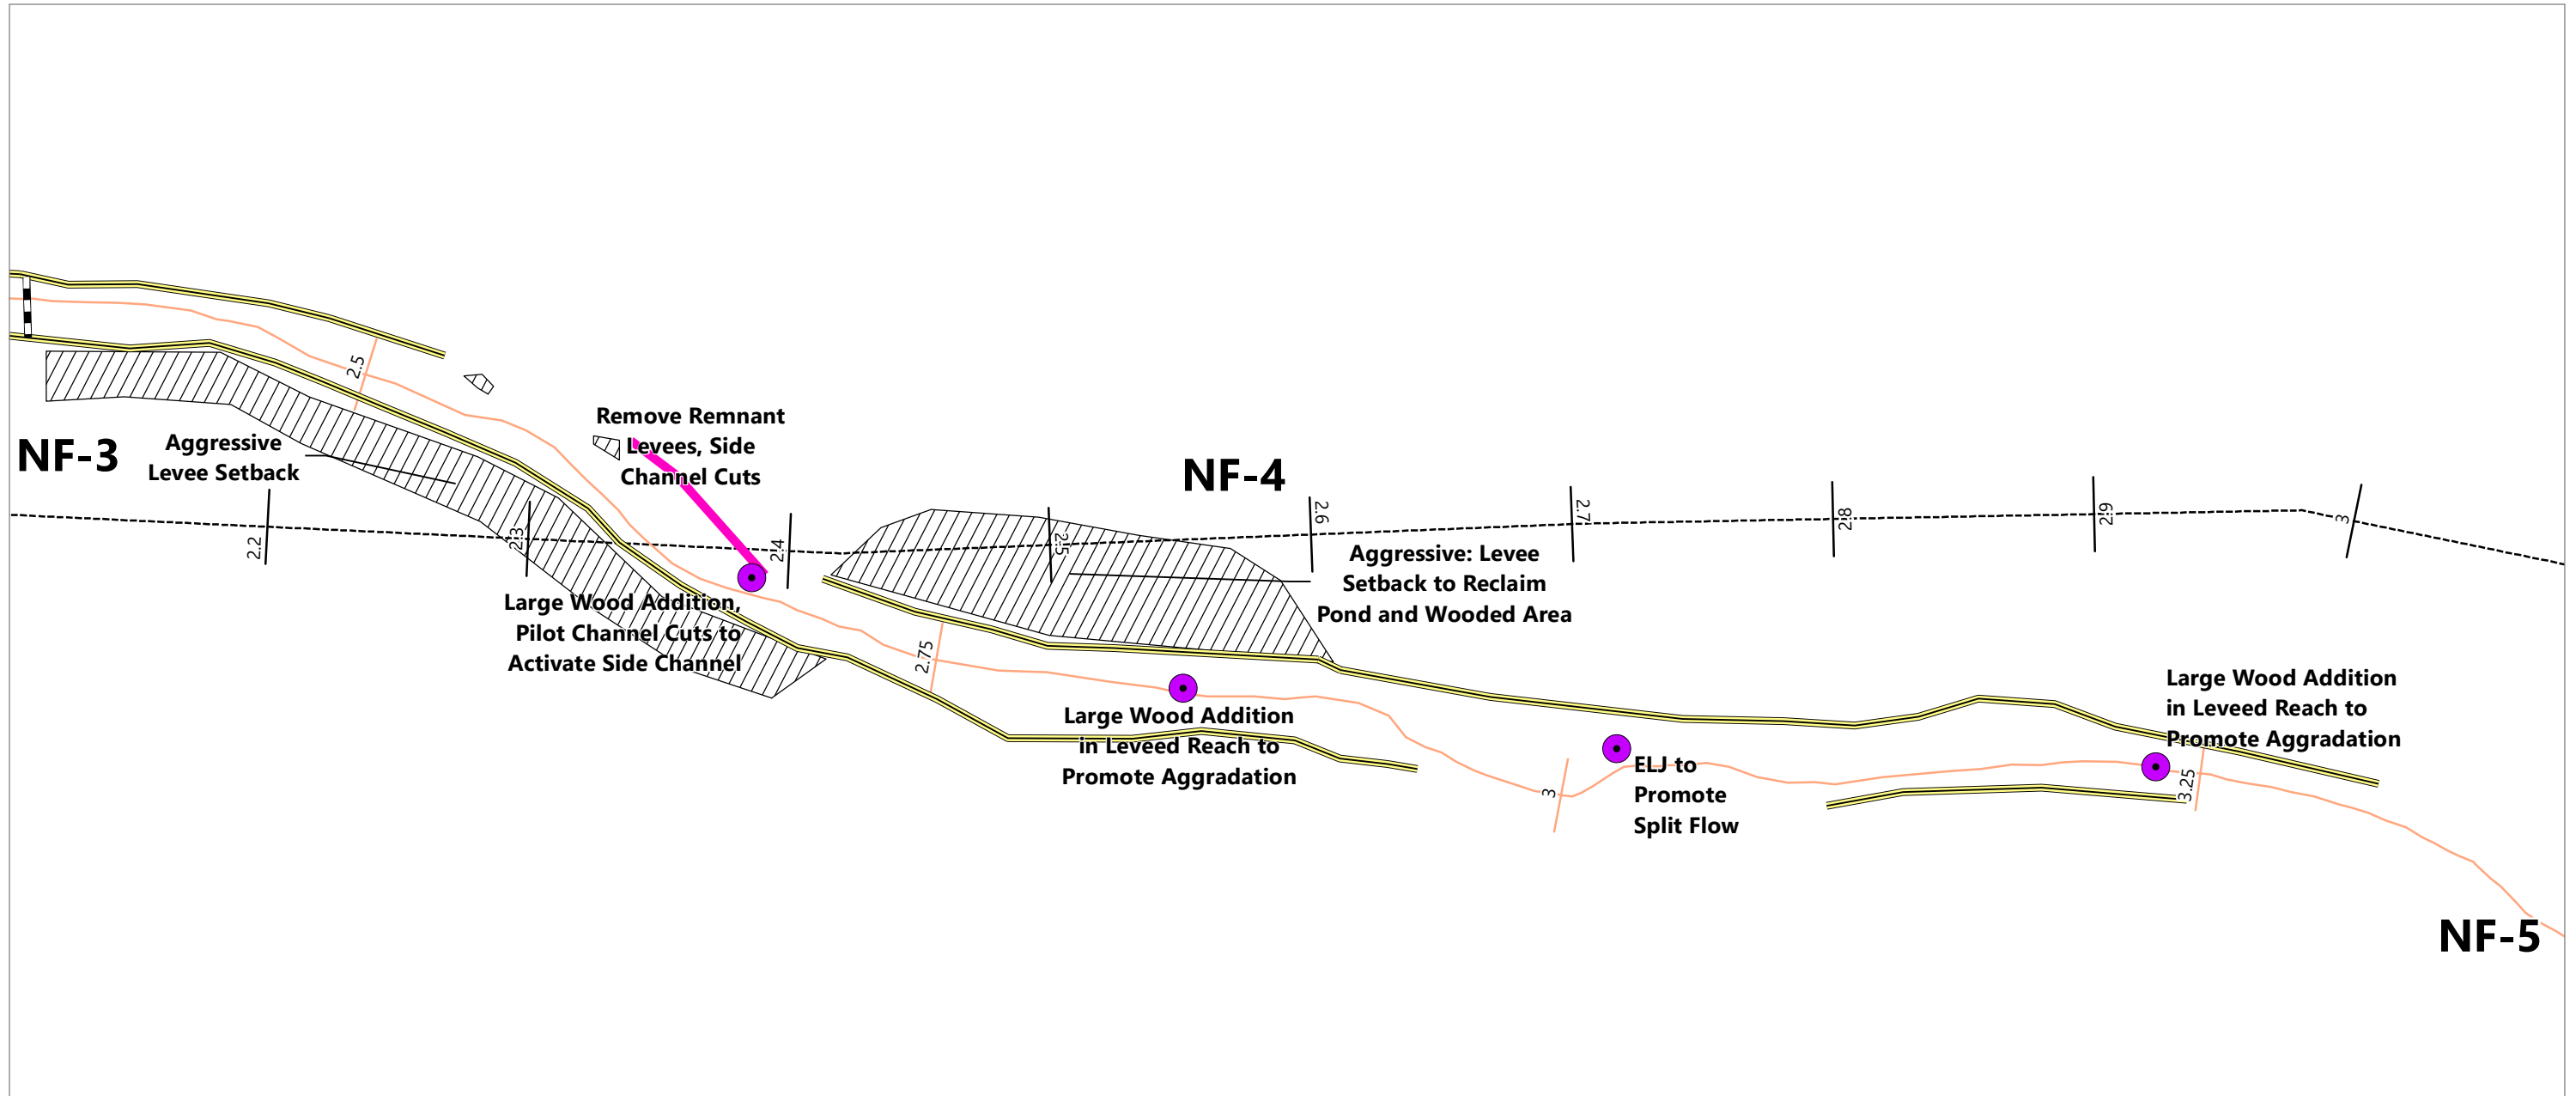 2.5
Remove Remnant
Levees, Side
Channel Cuts
NF-3
Aggressive
Levee Setback
NF-4
2.2
2.3
2.4
2.5
2.6
2.7
2.8
2.9
3
Aggressive: Levee
Setback to Reclaim
Pond and Wooded Area
Large Wood Addition,
Pilot Channel Cuts to
Activate Side Channel
2.75
Large Wood Addition
in Leveed Reach to
Promote Aggradation
3
ELJ to
Promote
Split Flow
Large Wood Addition
in Leveed Reach to
Promote Aggradation
3.25
NF-5